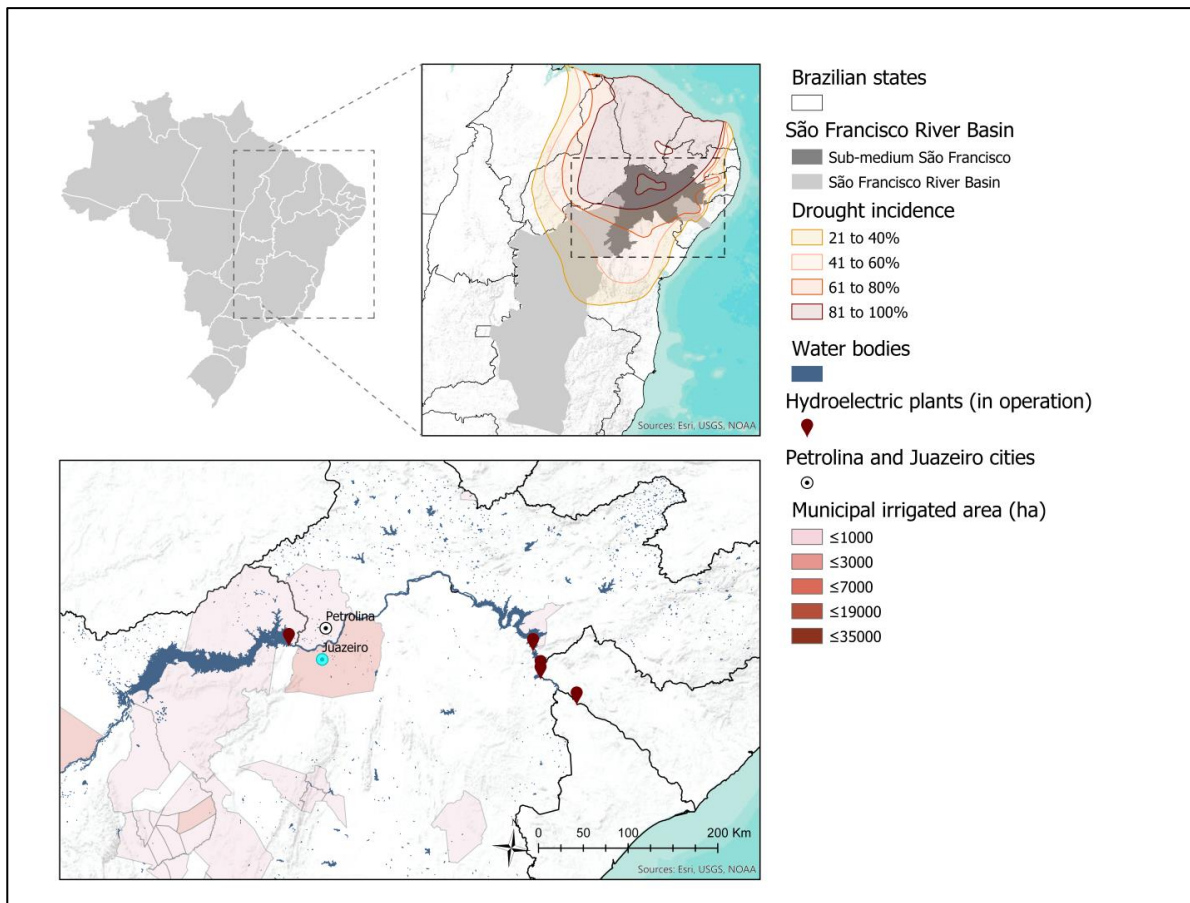 Sources: Esri, USGS, NOAA
Brazilian states
São Francisco River Basin
Sub-medium São Francisco
São Francisco River Basin
Drought incidence
21 to 40%
41 to 60%
61 to 80%
81 to 100%
Water bodies
Hydroelectric plants (in operation)
Petrolina and Juazeiro cities
Municipal irrigated area (ha)
≤1000
≤3000
≤7000
≤19000
≤35000
Petrolina
Juazeiro
0 50 100 200 Km
Sources: Esri, USGS, NOAA